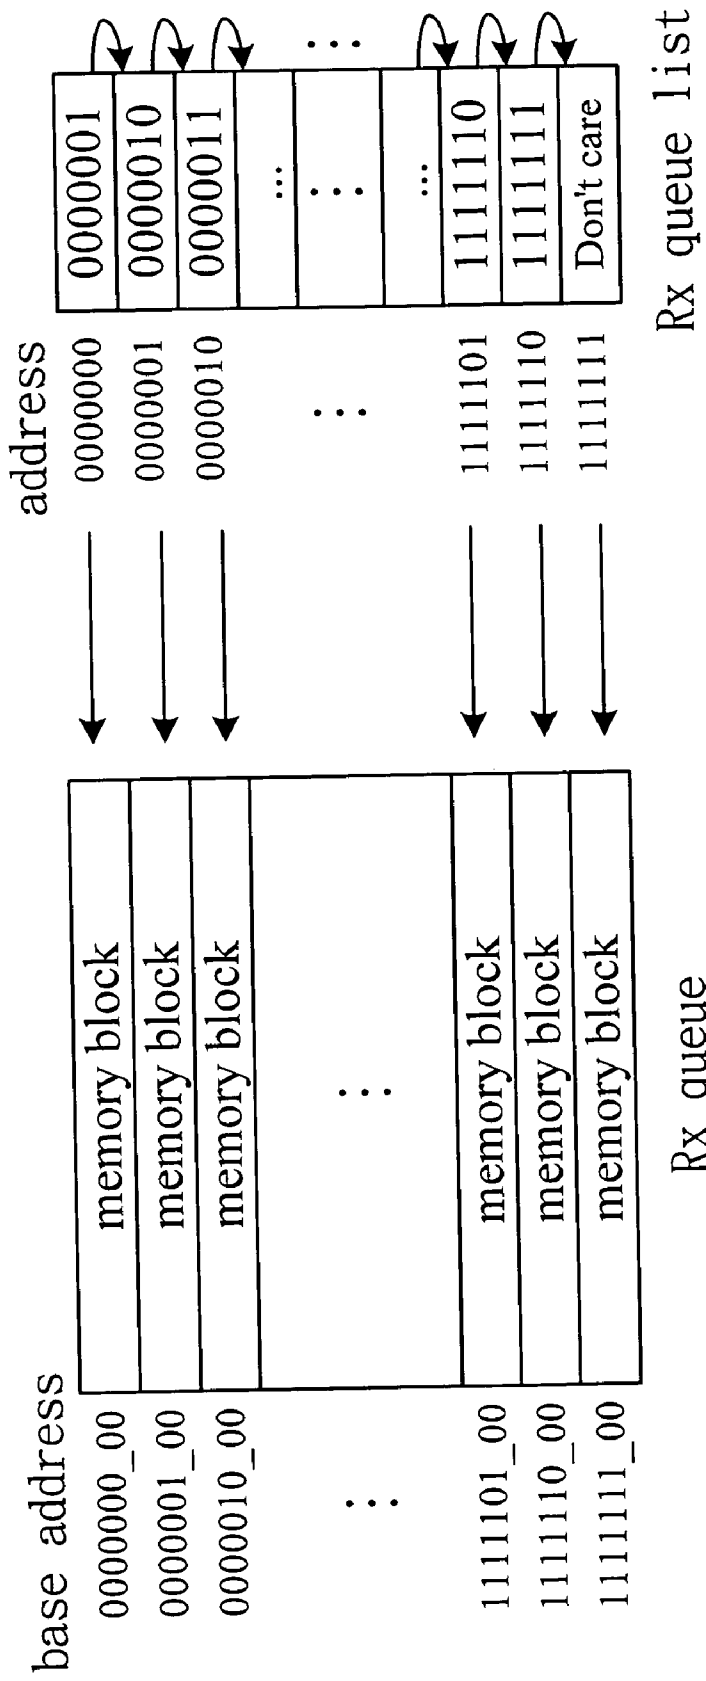 base address
address
0000000_00 memory block 0000000 0000001
0000001_00 memory block 0000001 0000010
0000010_00 memory block 0000010 0000011
...
... ... ... ... ...
...
1111101_00 memory block 1111101 1111110
1111110_00 memory block 1111110 1111111
1111111_00 memory block 1111111 Don't care
Rx queue
Rx queue list